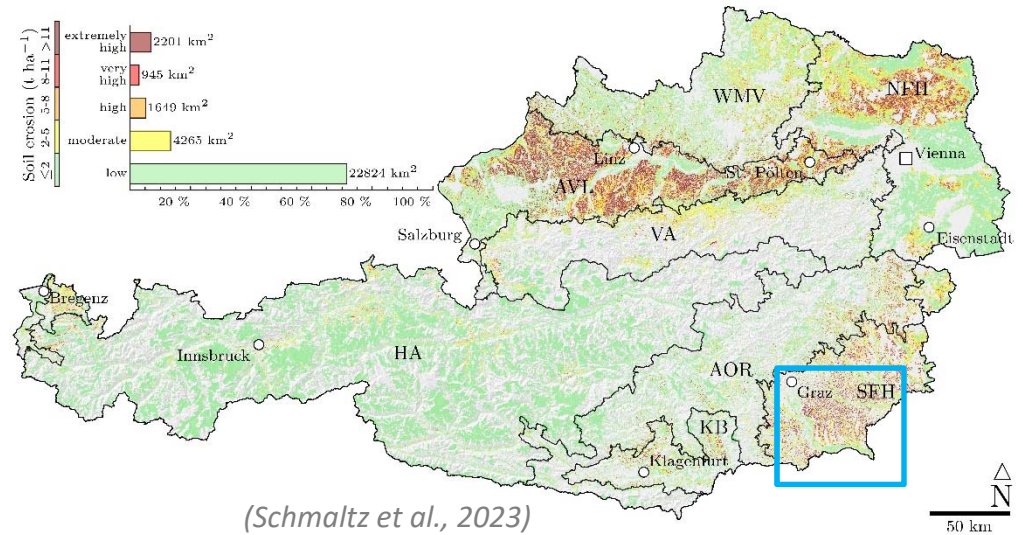 Soil erosion (t ha⁻¹)
≤2 2-5 5-8 8-11 >11
extremely high 2201 km²
very high 945 km²
high 1649 km²
moderate 4265 km²
low 22824 km²
20 % 40 % 60 % 80 % 100 %
WMV
NFH
Linz
St. Pölten
Vienna
AVL
VA
Salzburg
Eisenstadt
Bregenz
Innsbruck
HA
AOR
Graz
SFH
KB
Klagenfurt
N
50 km
(Schmaltz et al., 2023)